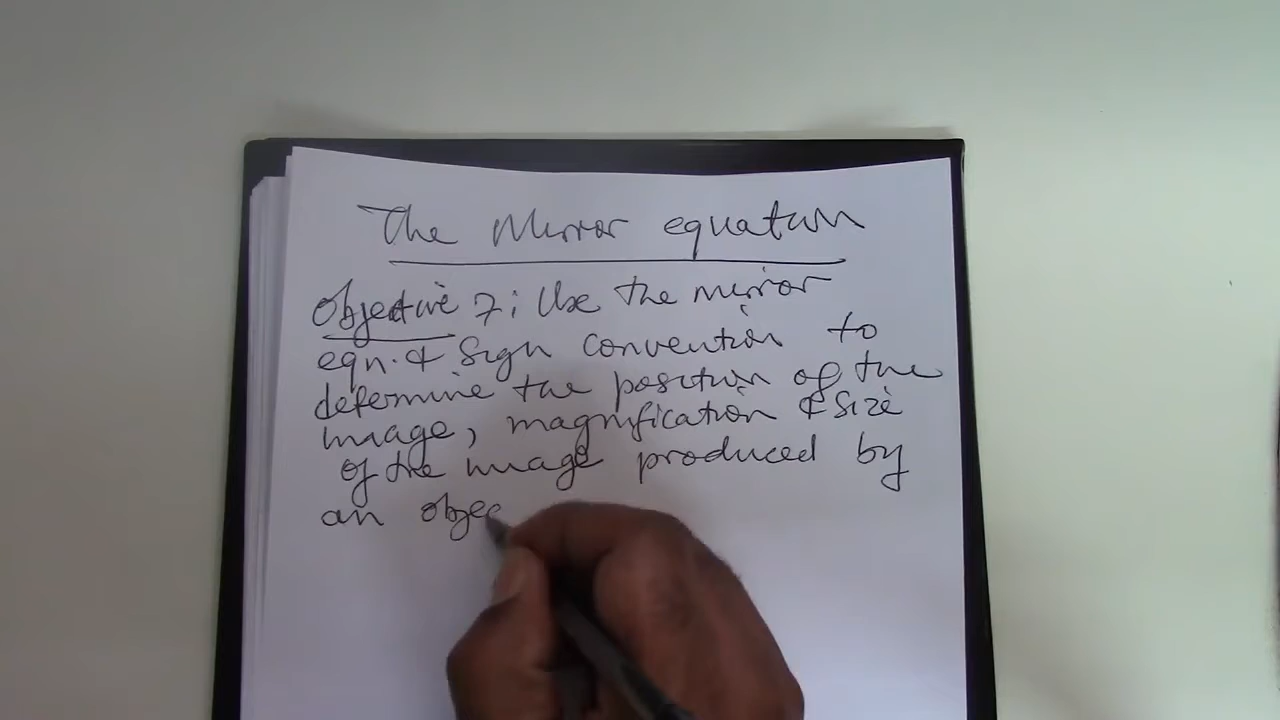 The Mirror equation
Objective 7; Use the mirror
eqn. & Sign convention to
determine the position of the
image, magnification & size
of the image produced by
an objec